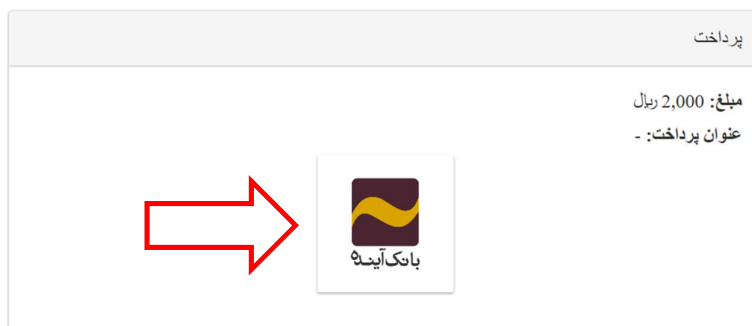 پرداخت
مبلغ: 2,000 ریال
عنوان پرداخت: -
بانک آینده